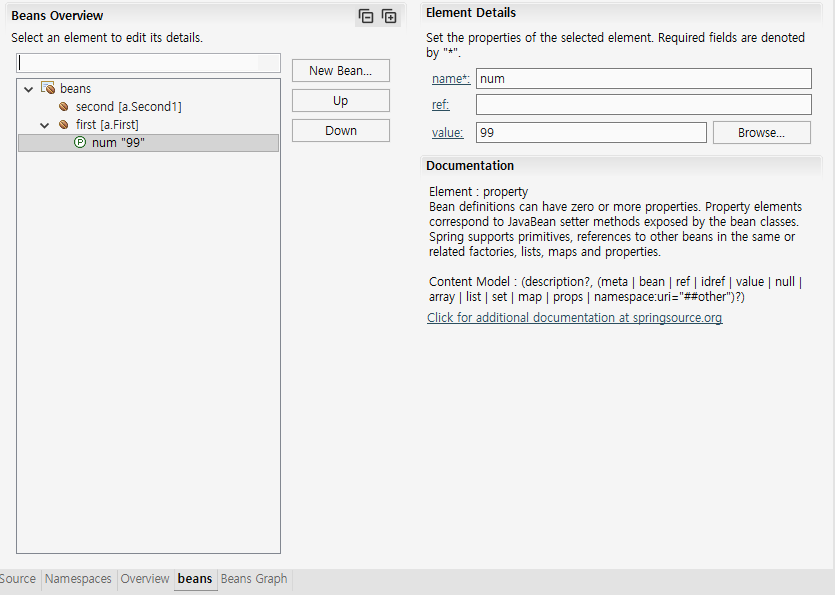 Beans Overview
Select an element to edit its details.
beans
second [a.Second1]
first [a.First]
num "99"
New Bean...
Up
Down
Element Details
Set the properties of the selected element. Required fields are denoted
by "*".
name*: num
ref:
value: 99 Browse...
Documentation
Element : property
Bean definitions can have zero or more properties. Property elements
correspond to JavaBean setter methods exposed by the bean classes.
Spring supports primitives, references to other beans in the same or
related factories, lists, maps and properties.
Content Model : (description?, (meta | bean | ref | idref | value | null |
array | list | set | map | props | namespace:uri="##other")?)
Click for additional documentation at springsource.org
Source Namespaces Overview beans Beans Graph